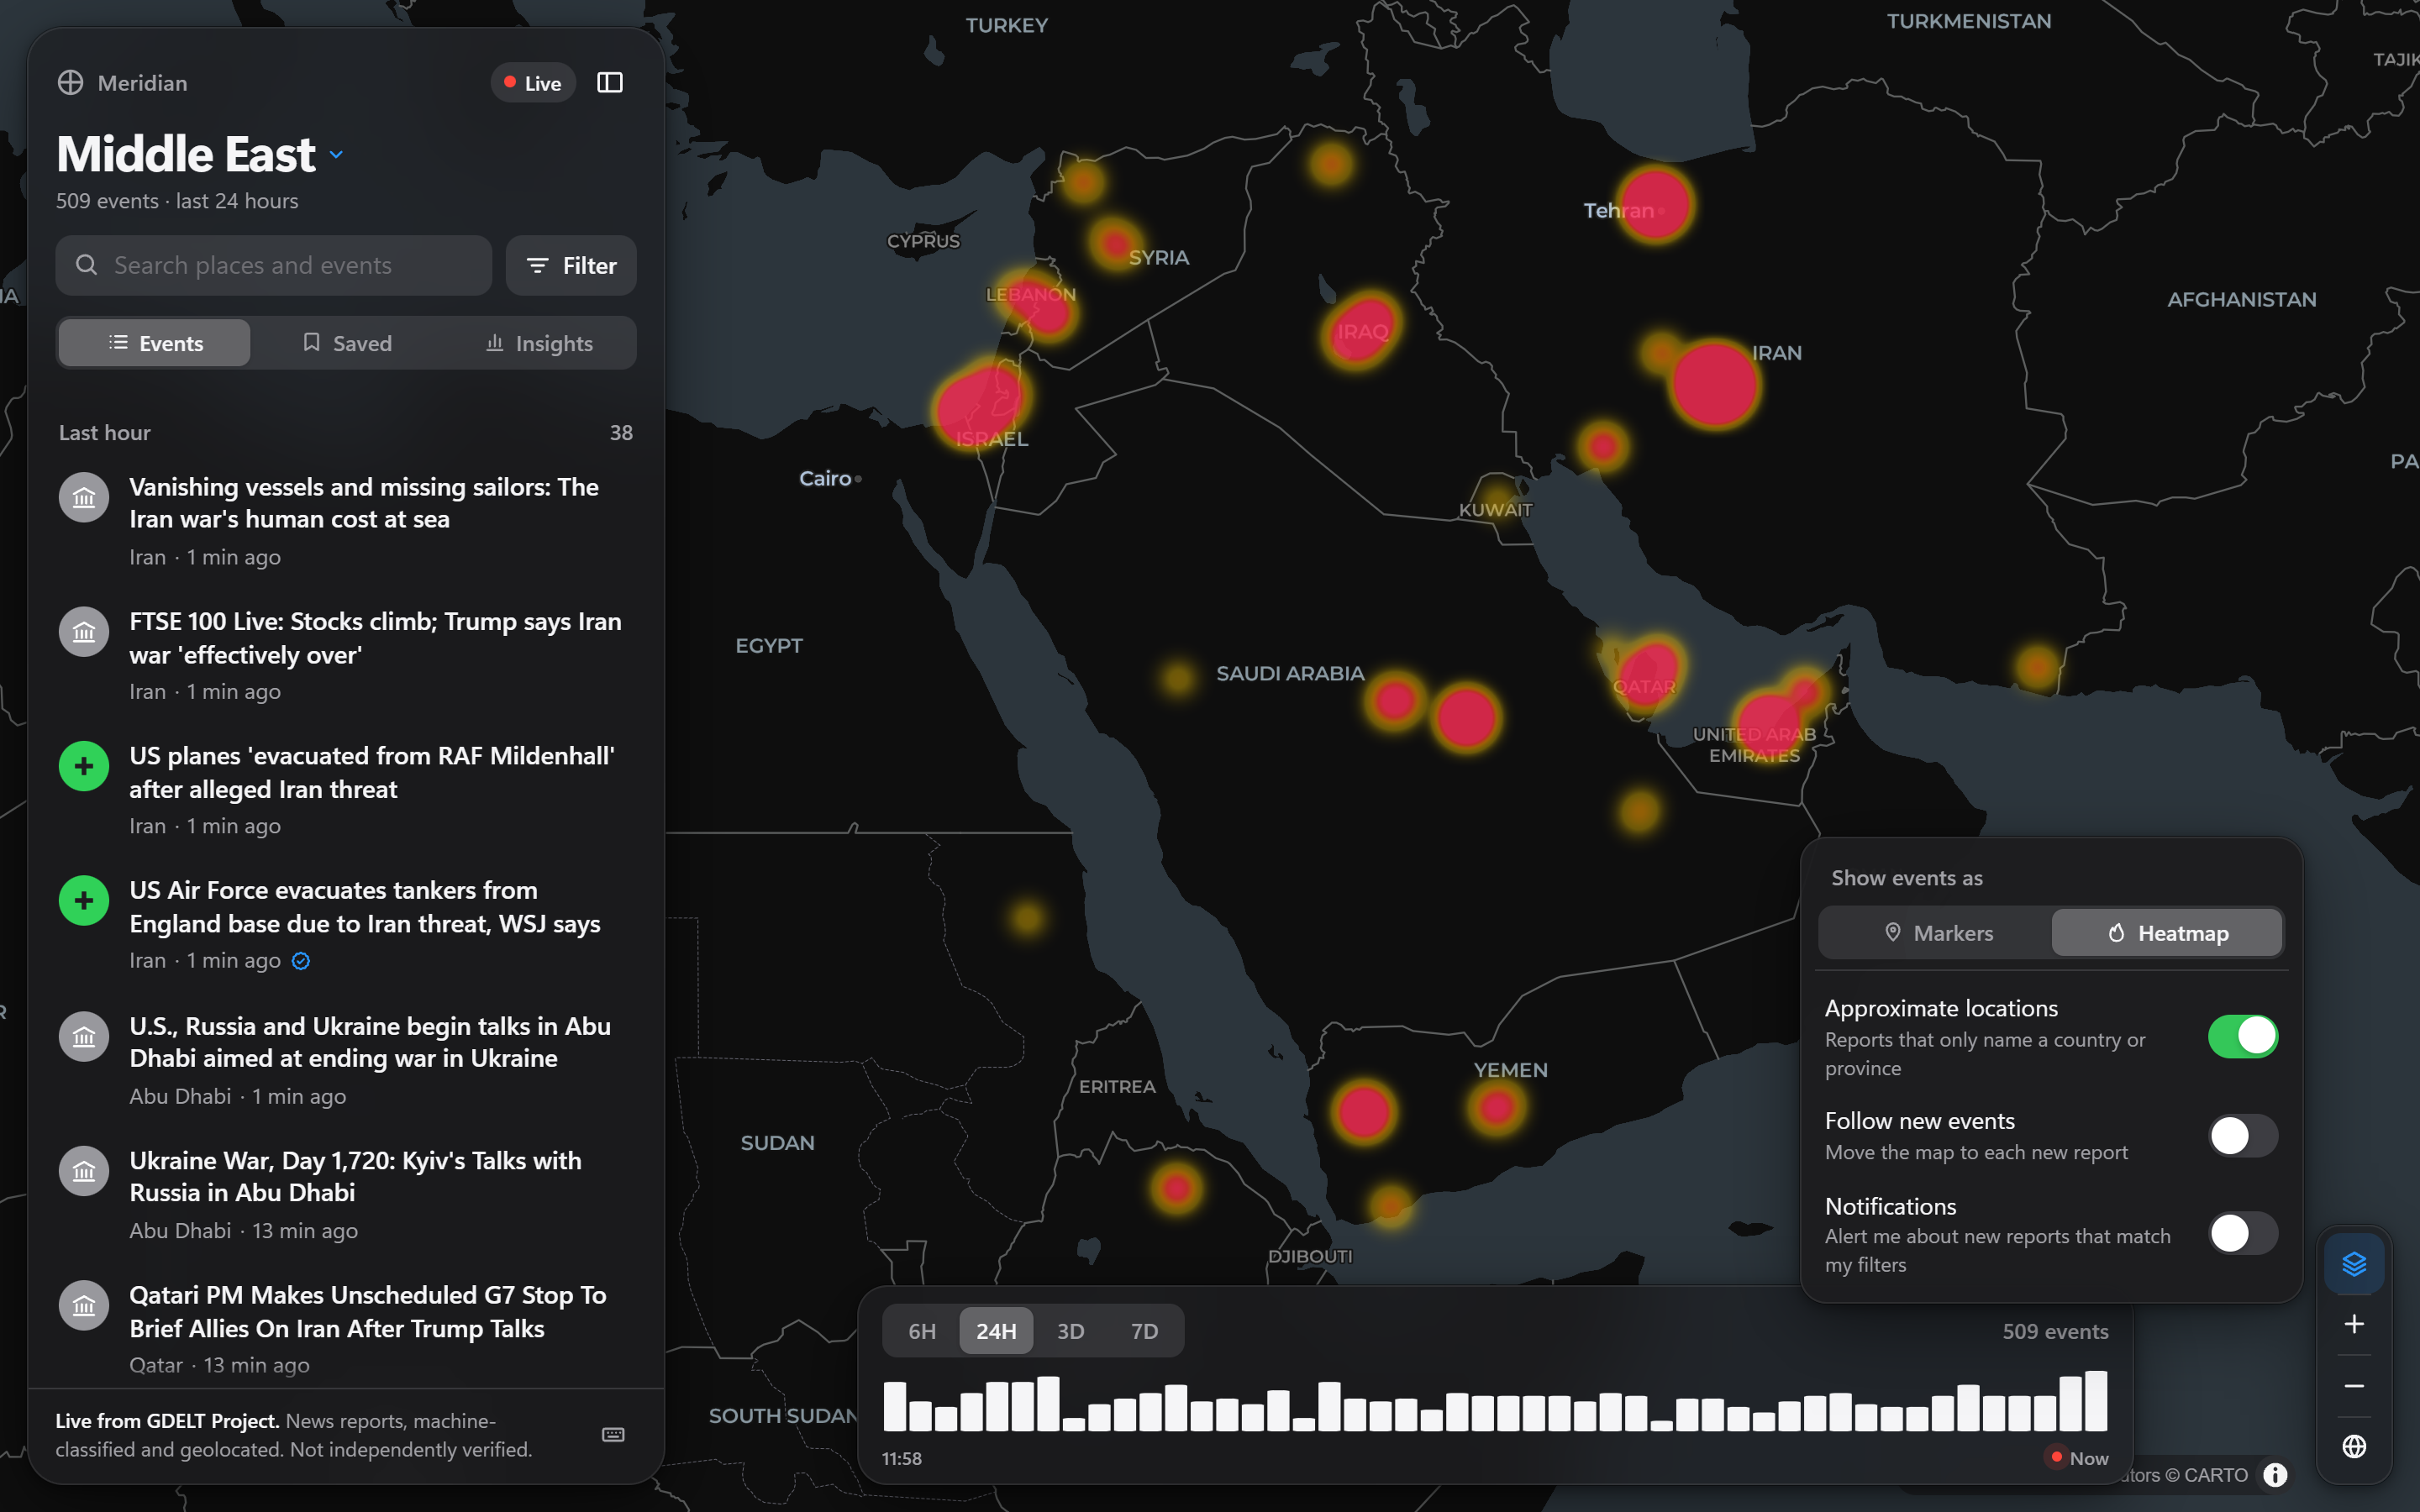 Meridian
Live
Middle East
509 events · last 24 hours
Search places and events
Filter
Events
Saved
Insights
Last hour
38
Vanishing vessels and missing sailors: The
Iran war's human cost at sea
Iran · 1 min ago
FTSE 100 Live: Stocks climb; Trump says Iran
war 'effectively over'
Iran · 1 min ago
US planes 'evacuated from RAF Mildenhall'
after alleged Iran threat
Iran · 1 min ago
US Air Force evacuates tankers from
England base due to Iran threat, WSJ says
Iran · 1 min ago
U.S., Russia and Ukraine begin talks in Abu
Dhabi aimed at ending war in Ukraine
Abu Dhabi · 1 min ago
Ukraine War, Day 1,720: Kyiv's Talks with
Russia in Abu Dhabi
Abu Dhabi · 13 min ago
Qatari PM Makes Unscheduled G7 Stop To
Brief Allies On Iran After Trump Talks
Qatar · 13 min ago
Live from GDELT Project. News reports, machine-
classified and geolocated. Not independently verified.
TURKEY
TURKMENISTAN
TAJIK
CYPRUS
SYRIA
LEBANON
Tehran
IRAQ
IRAN
AFGHANISTAN
ISRAEL
Cairo
KUWAIT
PA
EGYPT
SAUDI ARABIA
QATAR
UNITED ARAB
EMIRATES
ERITREA
YEMEN
SUDAN
DJIBOUTI
SOUTH SUDAN
Show events as
Markers
Heatmap
Approximate locations
Reports that only name a country or
province
Follow new events
Move the map to each new report
Notifications
Alert me about new reports that match
my filters
6H
24H
3D
7D
509 events
11:58
Now
utors © CARTO